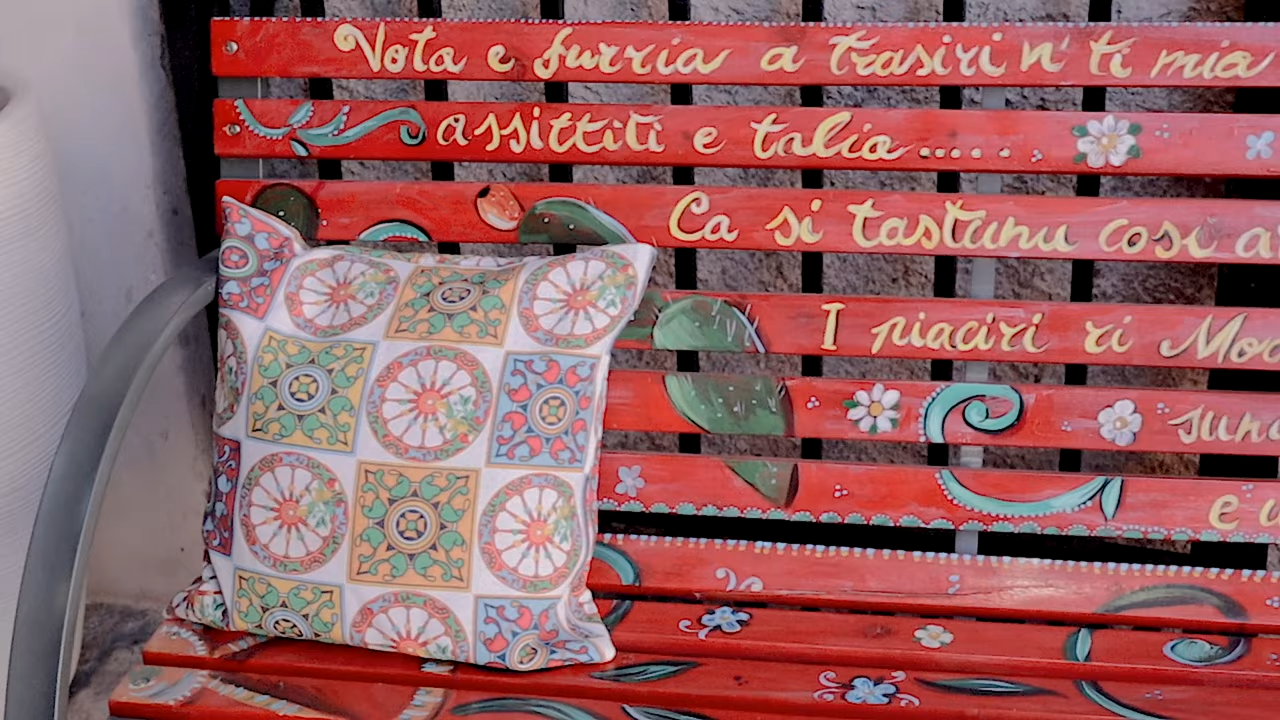 Vota e furria a trasiri n' ti mia
assittiti e talia.....
Ca si tastunu cosi
I piaciri ri